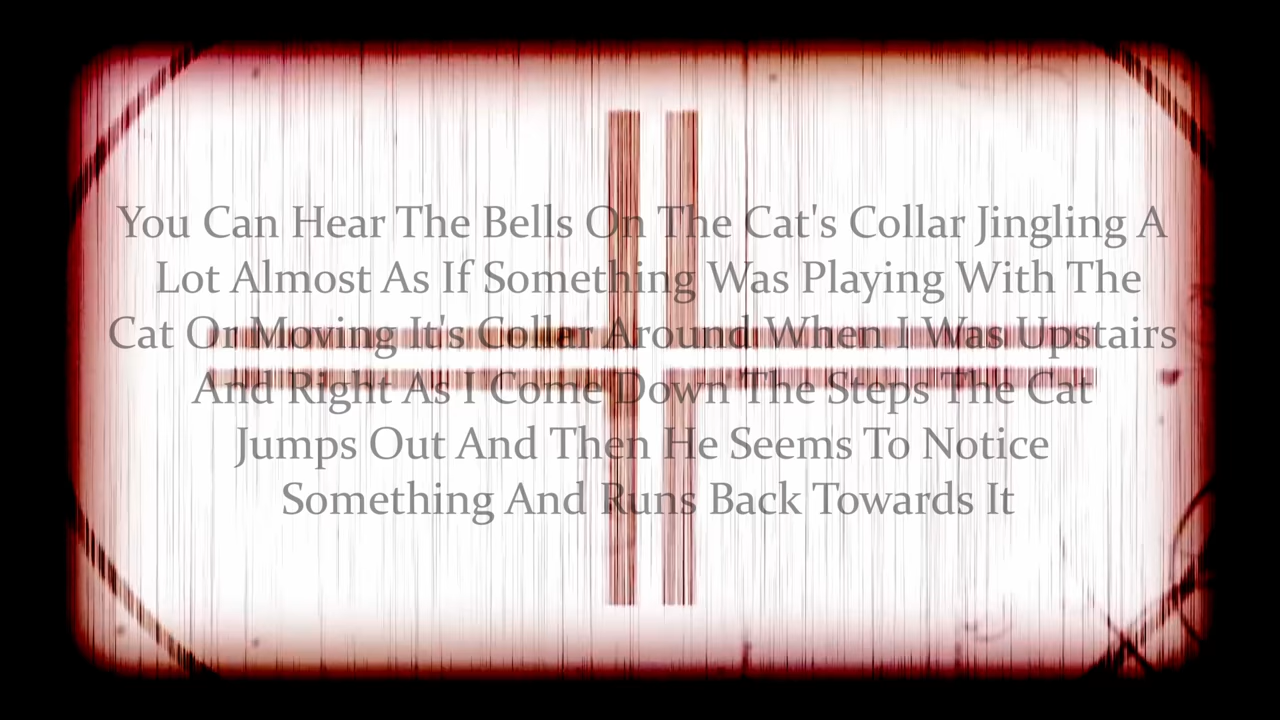 You Can Hear The Bells On The Cat's Collar Jingling A
Lot Almost As If Something Was Playing With The
Cat Or Moving It's Collar Around When I Was Upstairs
And Right As I Come Down The Steps The Cat
Jumps Out And Then He Seems To Notice
Something And Runs Back Towards It